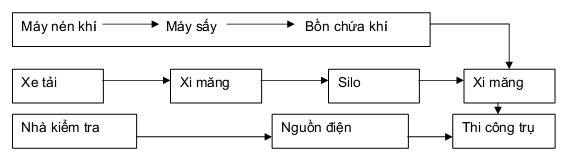 Máy nén khí Máy sấy Bồn chứa khí
Xe tải Xi măng Silo Xi măng
Nhà kiểm tra Nguồn điện Thi công trụ